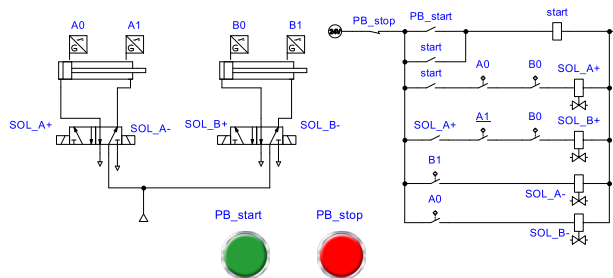 A0 A1 B0 B1
SOL_A+ SOL_A- SOL_B+ SOL_B-
PB_start PB_stop
24V PB_stop PB_start start
start
start A0 B0 SOL_A+
SOL_A+ A1 B0 SOL_B+
B1 SOL_A-
A0 SOL_B-